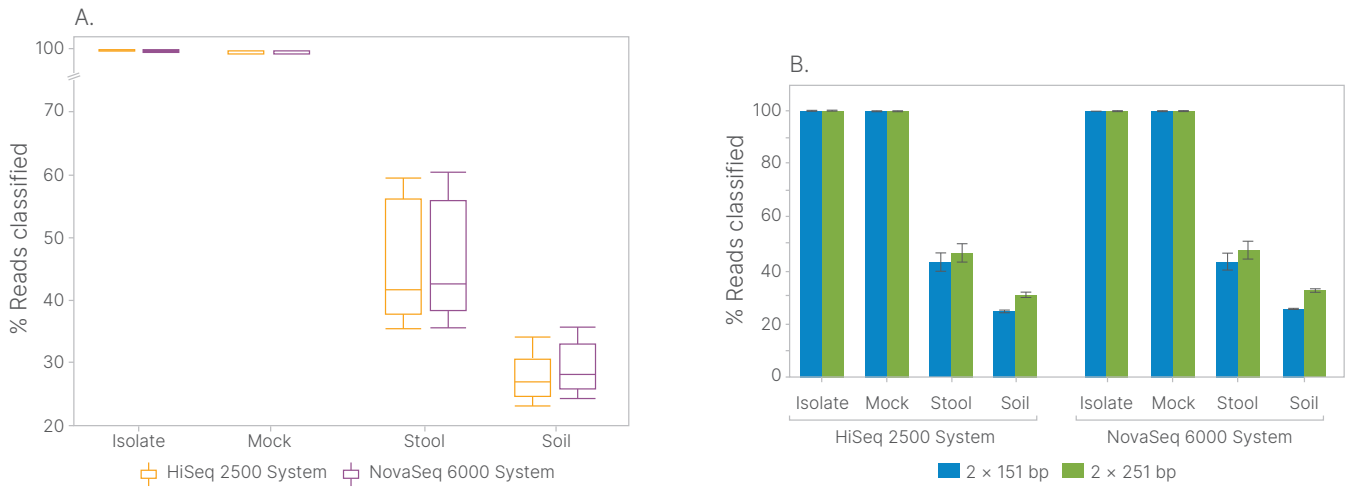 A.
% Reads classified
100
70
60
50
40
30
20
Isolate Mock Stool Soil
HiSeq 2500 System NovaSeq 6000 System
B.
% Reads classified
100
80
60
40
20
0
Isolate Mock Stool Soil Isolate Mock Stool Soil
HiSeq 2500 System NovaSeq 6000 System
2 × 151 bp 2 × 251 bp